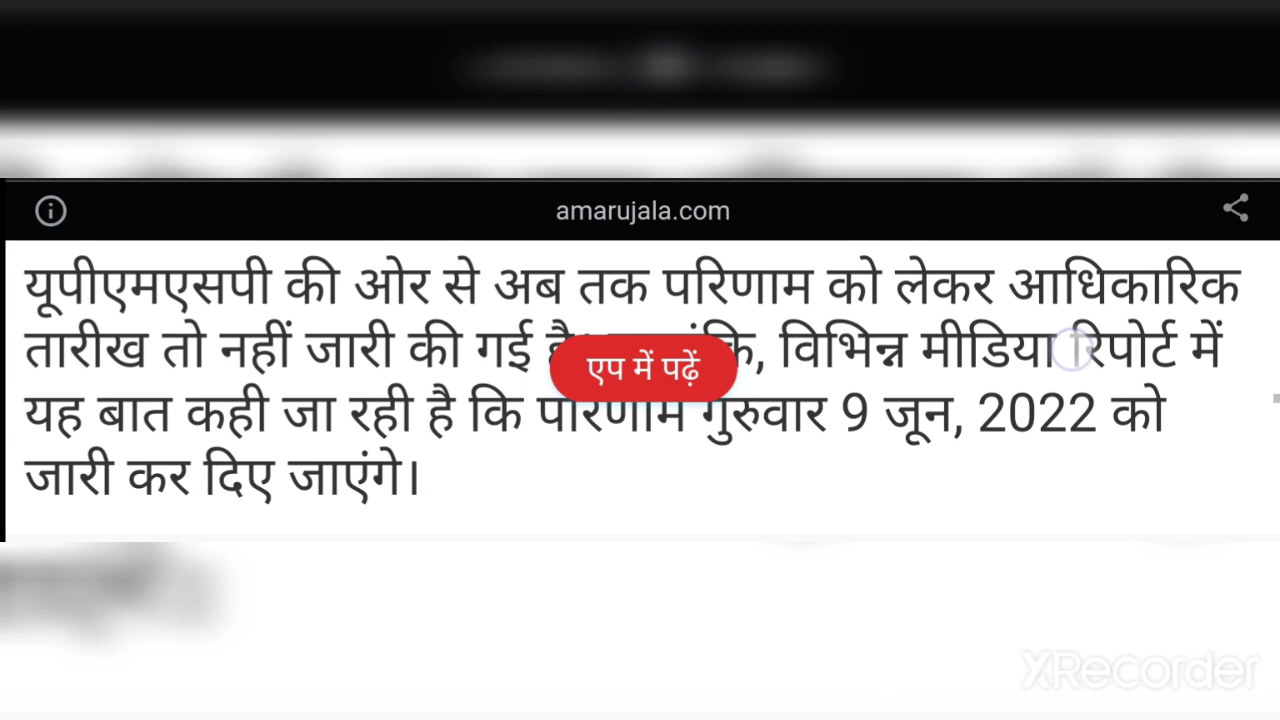 amarujala.com
यूपीएमएसपी की ओर से अब तक परिणाम को लेकर आधिकारिक
तारीख तो नहीं जारी की गई विभिन्न मीडिया रिपोर्ट में
एप में पढ़ें
यह बात कही जा रही है कि परिणाम गुरुवार 9 जून, 2022 को
जारी कर दिए जाएंगे।
XRecorder